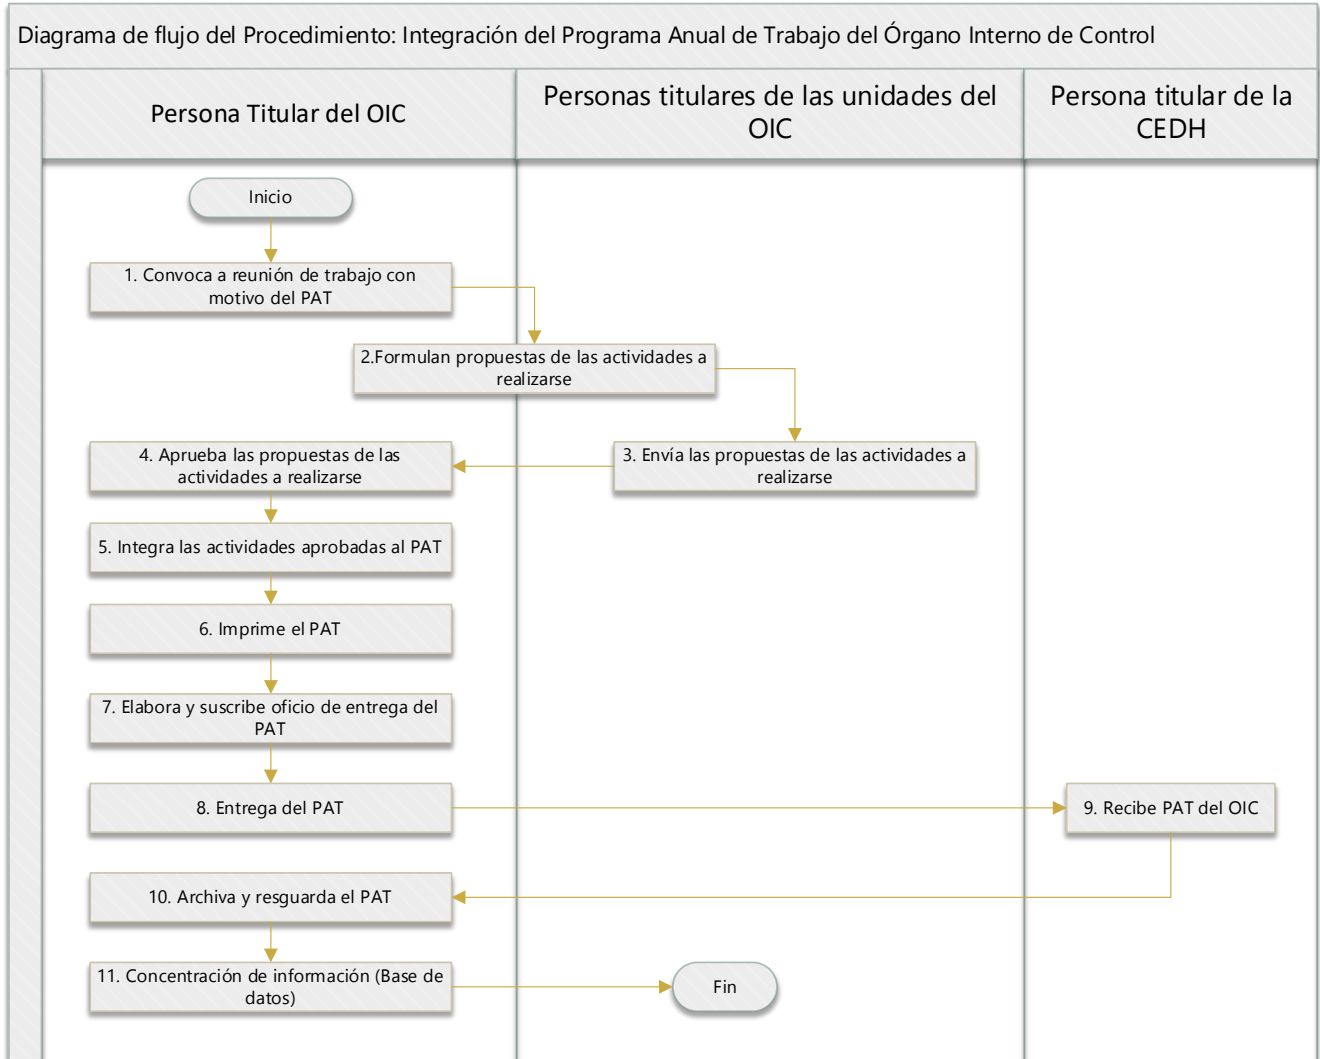 Diagrama de flujo del Procedimiento: Integración del Programa Anual de Trabajo del Órgano Interno de Control
Persona Titular del OIC
Personas titulares de las unidades del
OIC
Persona titular de la
CEDH
Inicio
1. Convoca a reunión de trabajo con
motivo del PAT
2.Formulan propuestas de las actividades a
realizarse
3. Envía las propuestas de las actividades a
realizarse
4. Aprueba las propuestas de las
actividades a realizarse
5. Integra las actividades aprobadas al PAT
6. Imprime el PAT
7. Elabora y suscribe oficio de entrega del
PAT
8. Entrega del PAT
9. Recibe PAT del OIC
10. Archiva y resguarda el PAT
11. Concentración de información (Base de
datos)
Fin